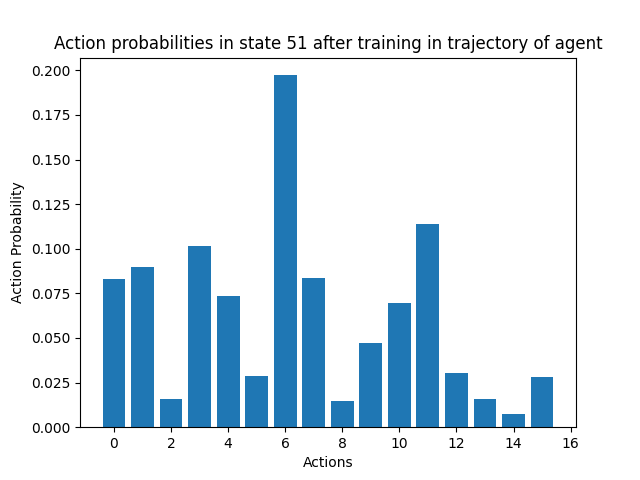 Action probabilities in state 51 after training in trajectory of agent
0.200
0.175
0.150
0.125
0.100
0.075
0.050
0.025
0.000
Action Probability
0 2 4 6 8 10 12 14 16
Actions